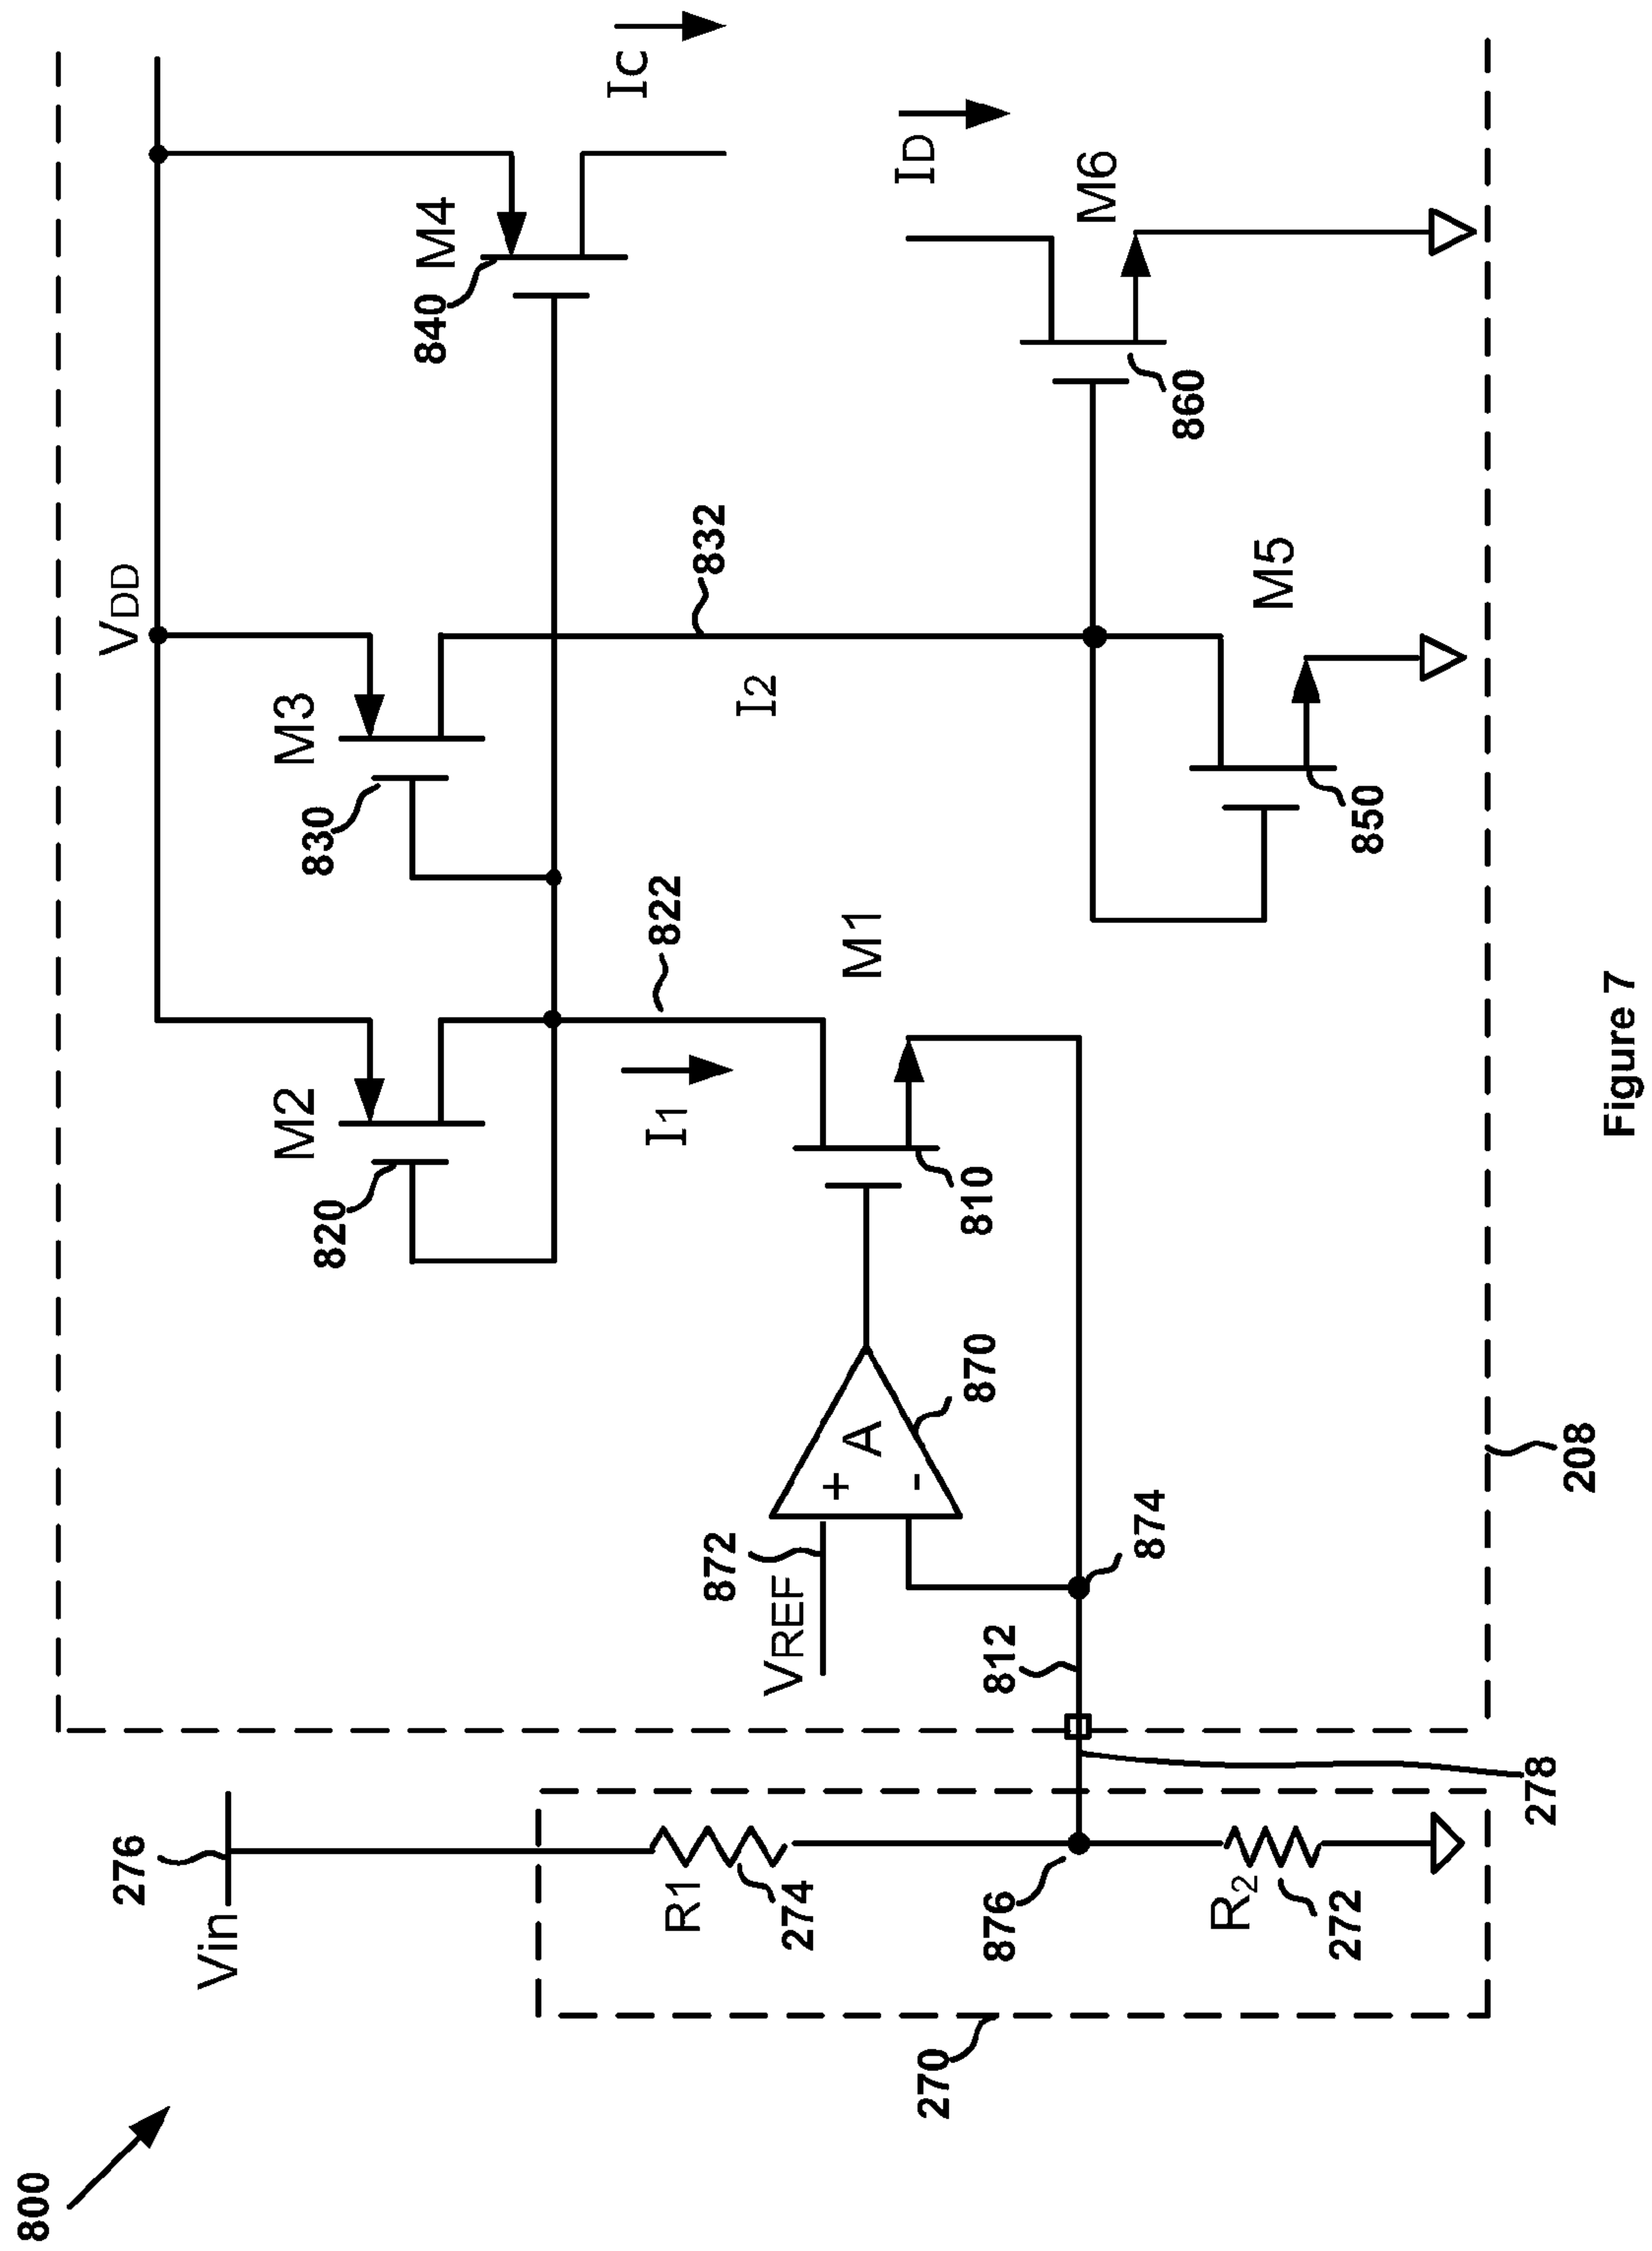 800
276
Vin
270
R1
274
876
R2
272
278
812
874
208
VREF
872
+
A
-
870
810
M1
I1
822
820
M2
830
M3
VDD
I2
832
850
M5
840
M4
IC
ID
860
M6
Figure 7